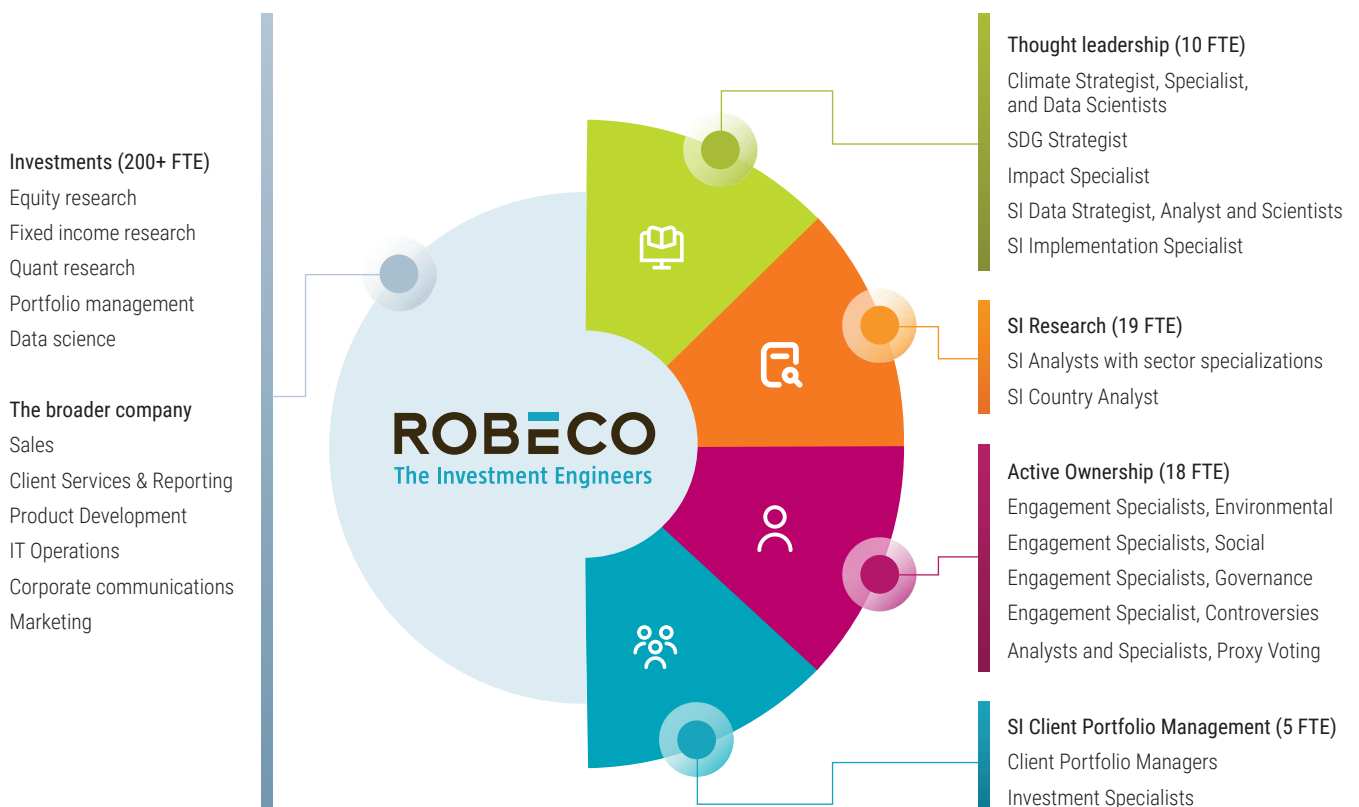 Investments (200+ FTE)
Equity research
Fixed income research
Quant research
Portfolio management
Data science
The broader company
Sales
Client Services & Reporting
Product Development
IT Operations
Corporate communications
Marketing
ROBECO
The Investment Engineers
Thought leadership (10 FTE)
Climate Strategist, Specialist,
and Data Scientists
SDG Strategist
Impact Specialist
SI Data Strategist, Analyst and Scientists
SI Implementation Specialist
SI Research (19 FTE)
SI Analysts with sector specializations
SI Country Analyst
Active Ownership (18 FTE)
Engagement Specialists, Environmental
Engagement Specialists, Social
Engagement Specialists, Governance
Engagement Specialist, Controversies
Analysts and Specialists, Proxy Voting
SI Client Portfolio Management (5 FTE)
Client Portfolio Managers
Investment Specialists